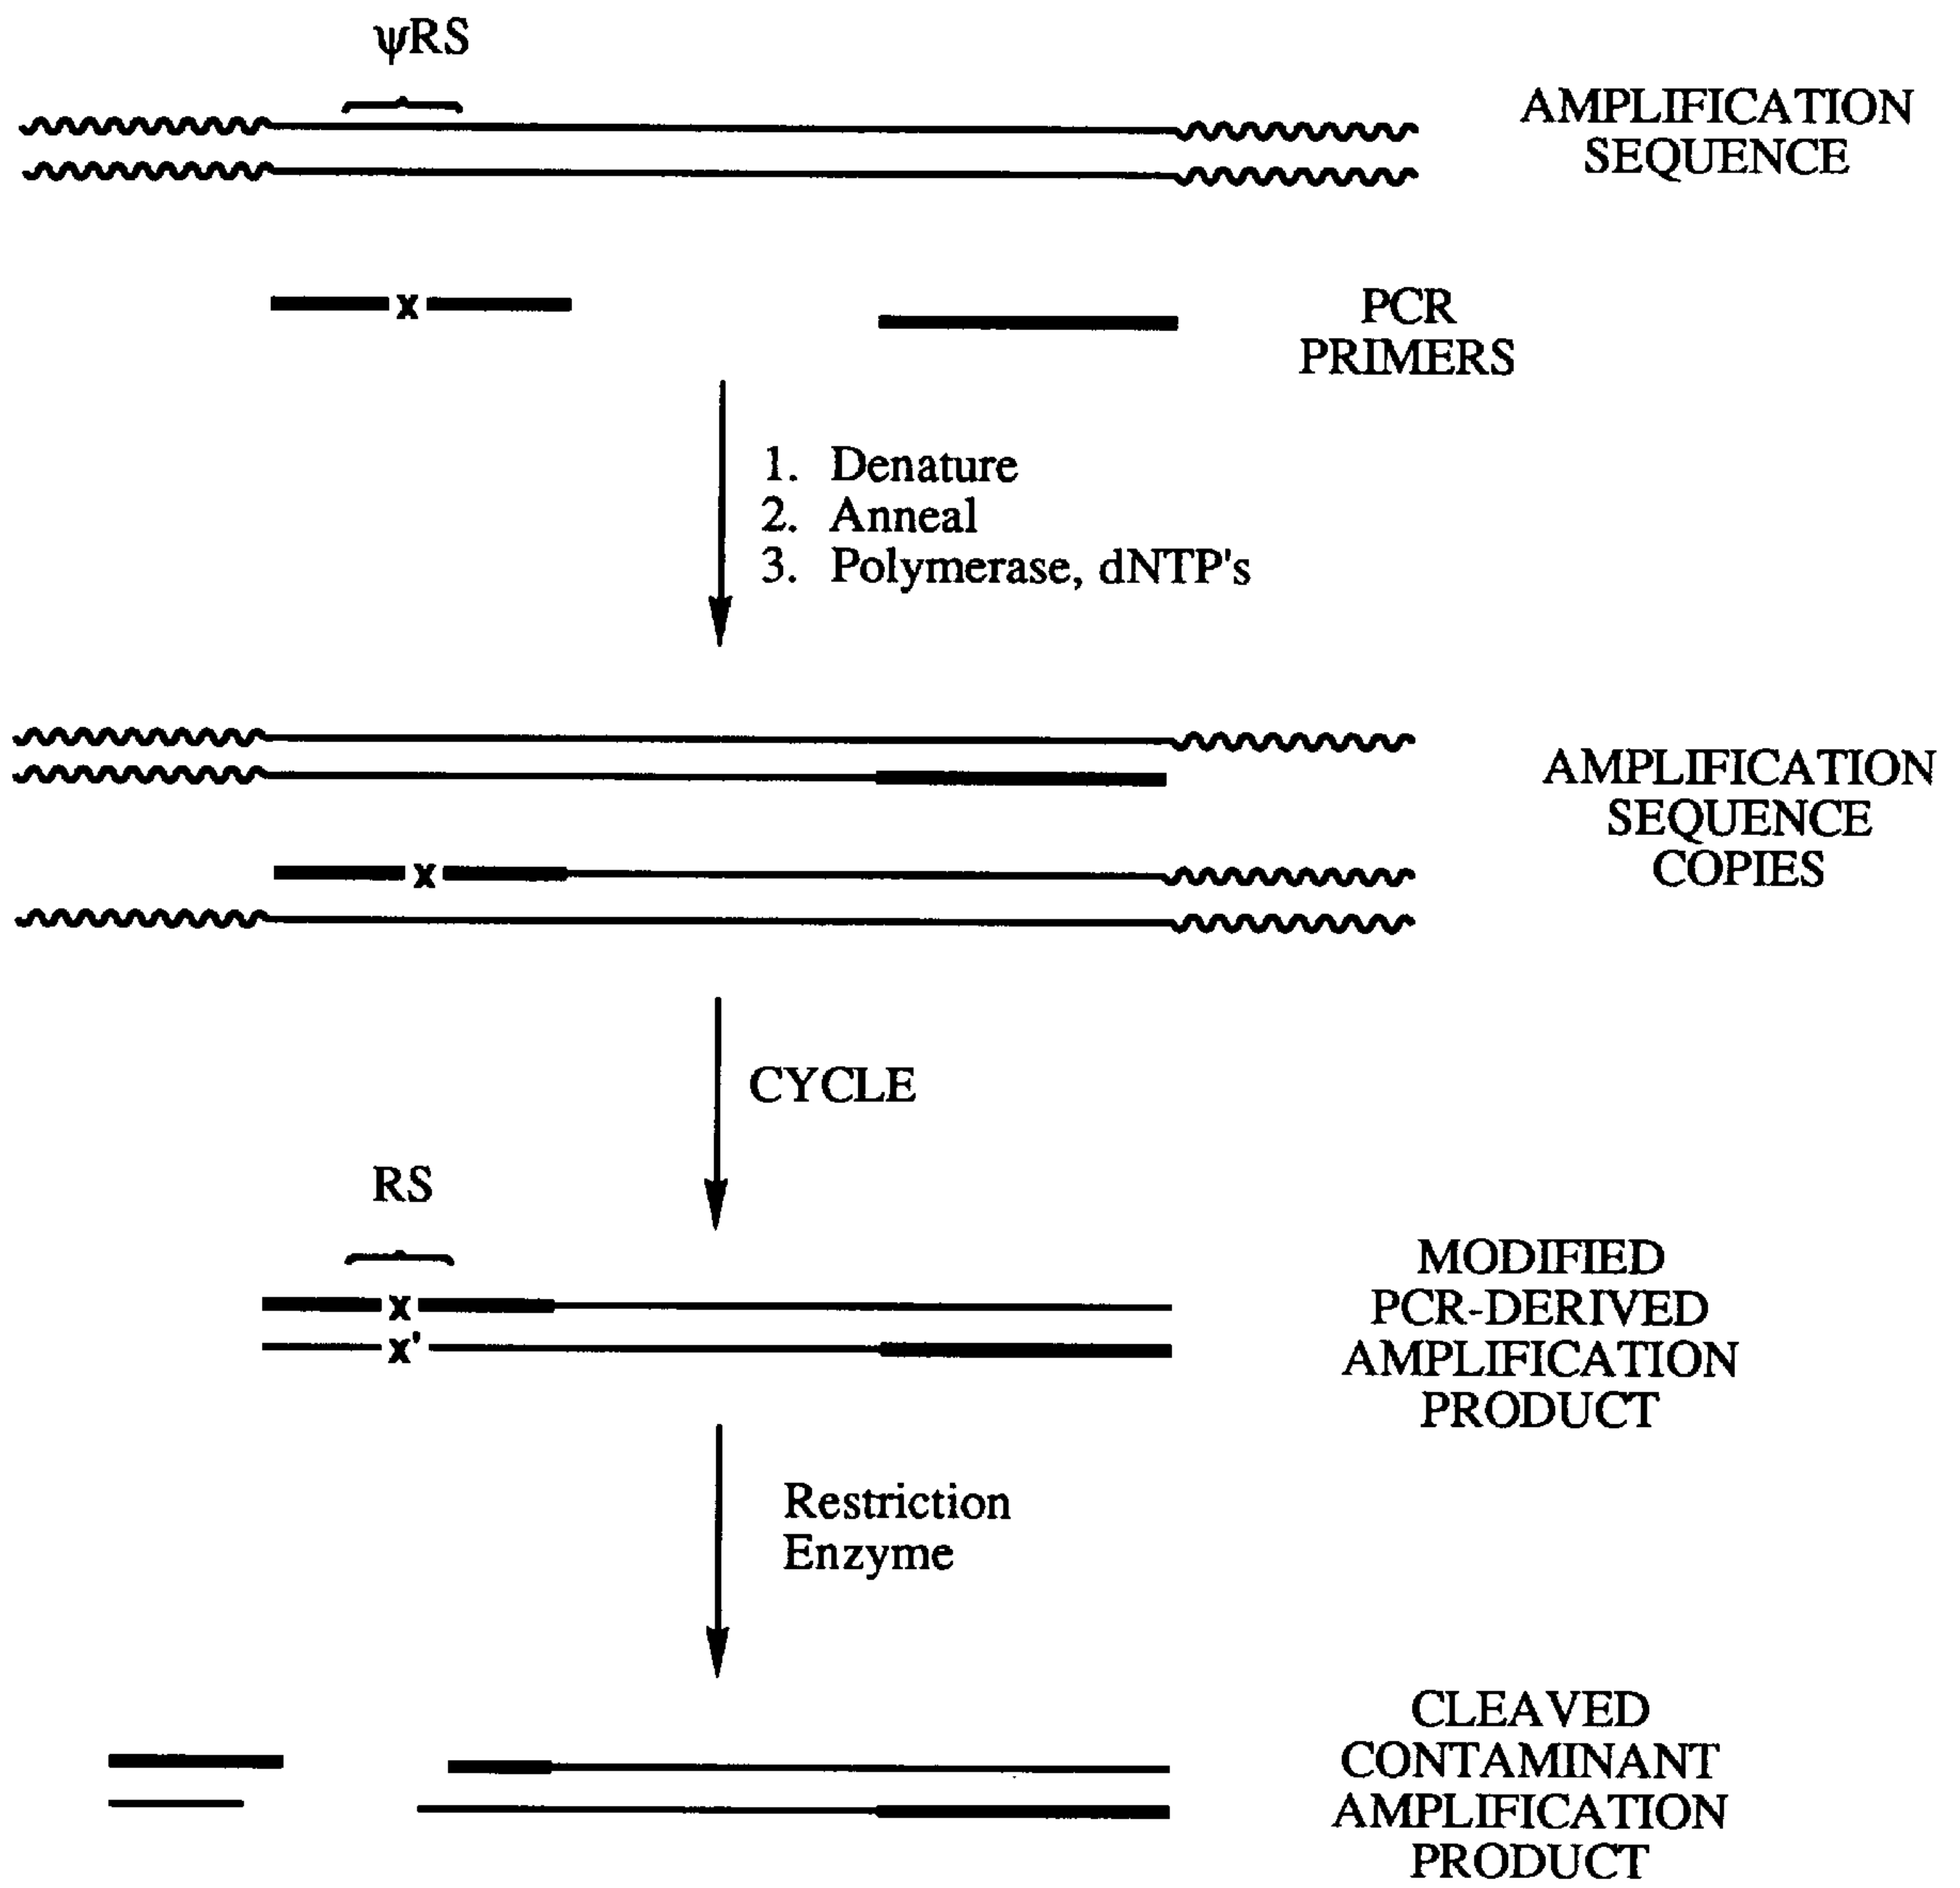 ψRS
AMPLIFICATION
SEQUENCE
x
PCR
PRIMERS
1. Denature
2. Anneal
3. Polymerase, dNTP's
AMPLIFICATION
SEQUENCE
COPIES
x
CYCLE
RS
MODIFIED
PCR-DERIVED
AMPLIFICATION
PRODUCT
x
x'
Restriction
Enzyme
CLEAVED
CONTAMINANT
AMPLIFICATION
PRODUCT